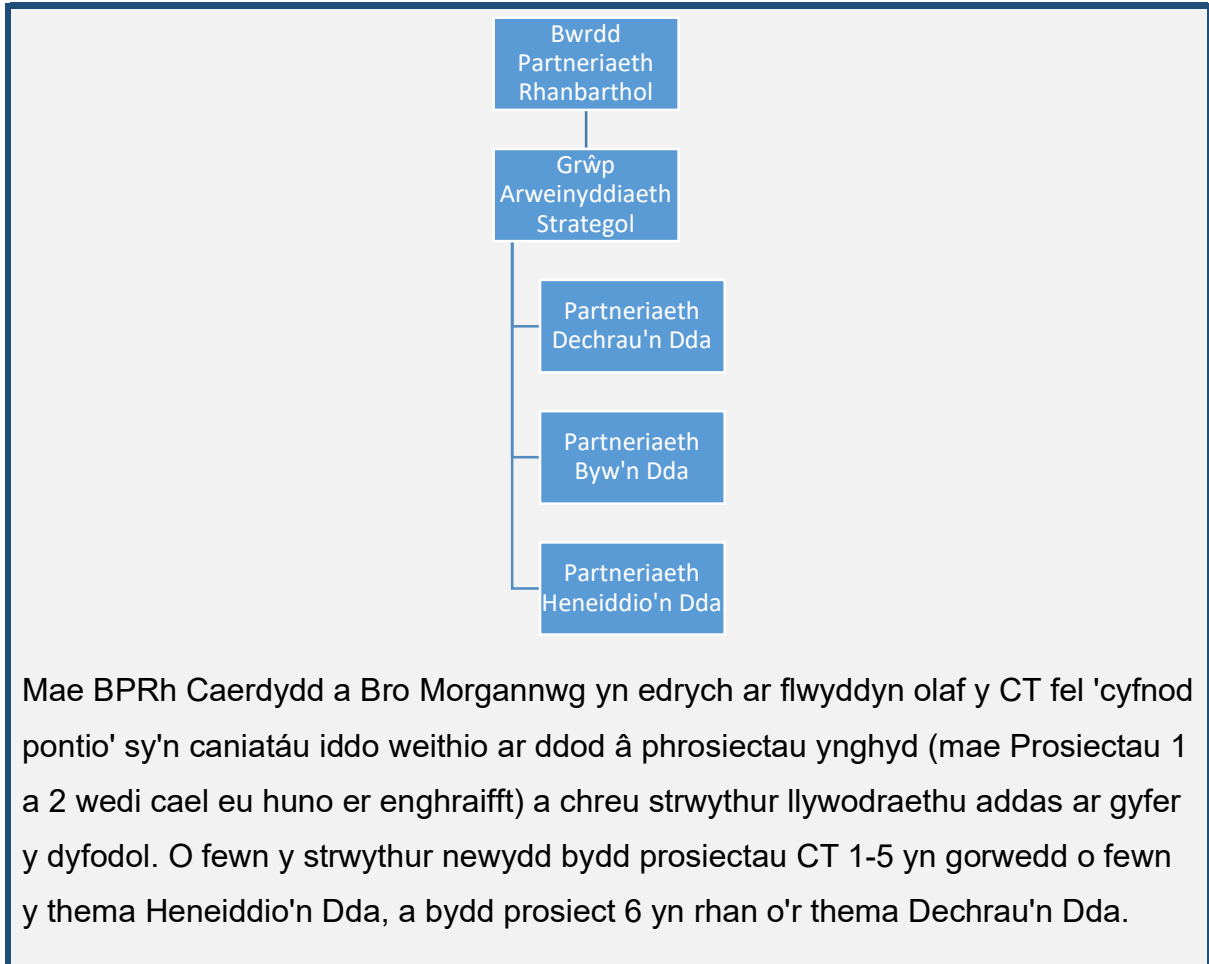 Bwrdd
Partneriaeth
Rhanbarthol
Grŵp
Arweinyddiaeth
Strategol
Partneriaeth
Dechrau'n Dda
Partneriaeth
Byw'n Dda
Partneriaeth
Heneiddio'n Dda
Mae BPRh Caerdydd a Bro Morgannwg yn edrych ar flwyddyn olaf y CT fel 'cyfnod
pontio' sy'n caniatáu iddo weithio ar ddod â phrosiectau ynghyd (mae Prosiectau 1
a 2 wedi cael eu huno er enghraifft) a chreu strwythur llywodraethu addas ar gyfer
y dyfodol. O fewn y strwythur newydd bydd prosiectau CT 1-5 yn gorwedd o fewn
y thema Heneiddio'n Dda, a bydd prosiect 6 yn rhan o'r thema Dechrau'n Dda.